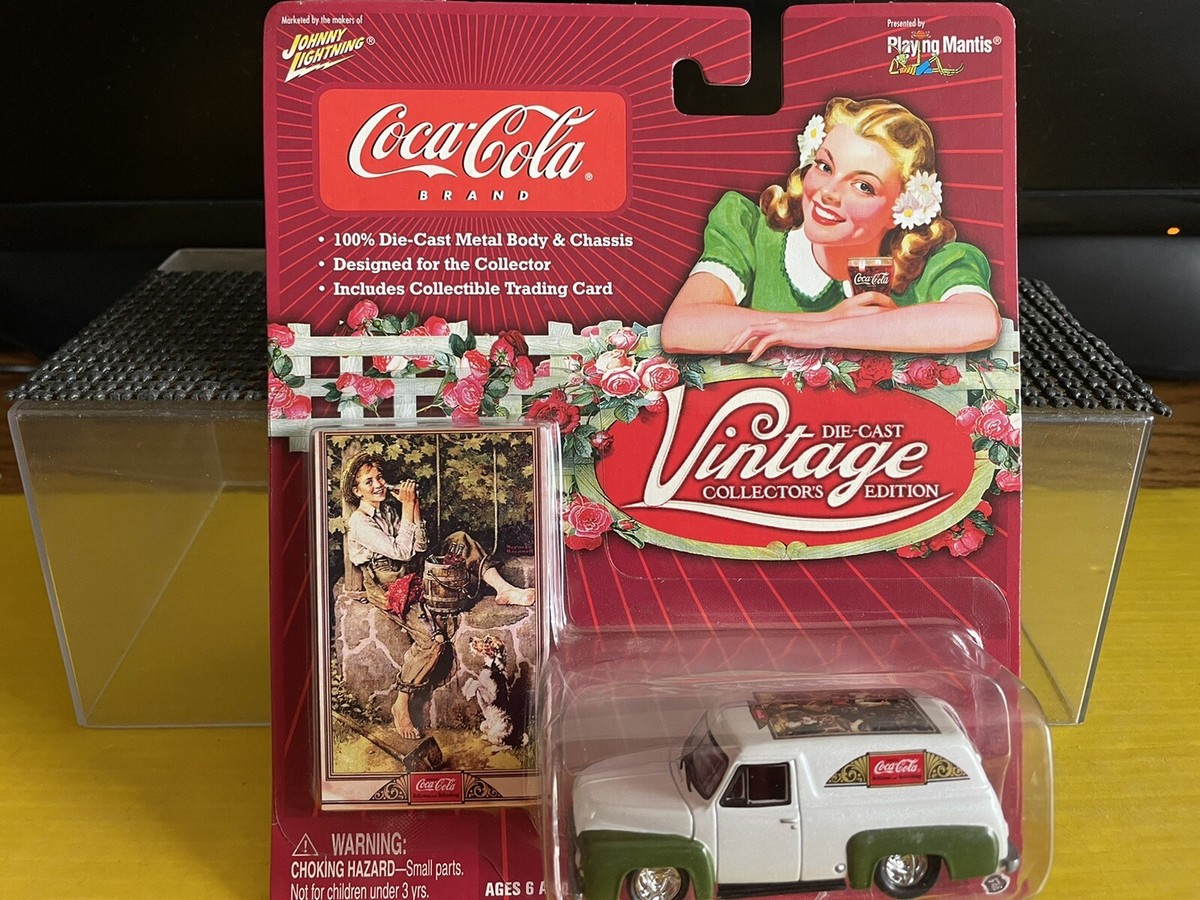 Marketed by the makers of
JOHNNY
LIGHTNING®
Presented by
Playing Mantis®
Coca-Cola®
BRAND
• 100% Die-Cast Metal Body & Chassis
• Designed for the Collector
• Includes Collectible Trading Card
Coca-Cola
DIE-CAST
Vintage
COLLECTOR'S EDITION
Coca-Cola
Coca-Cola
⚠ WARNING:
CHOKING HAZARD—Small parts.
Not for children under 3 yrs.
AGES 6 A